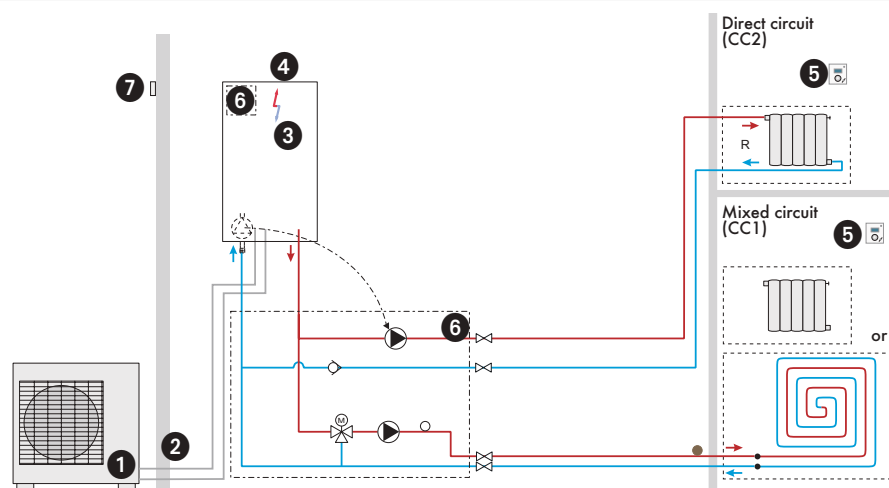 Direct circuit
(CC2)
7
4
5
6
3
R
Mixed circuit
(CC1)
5
6
or
M
2
1